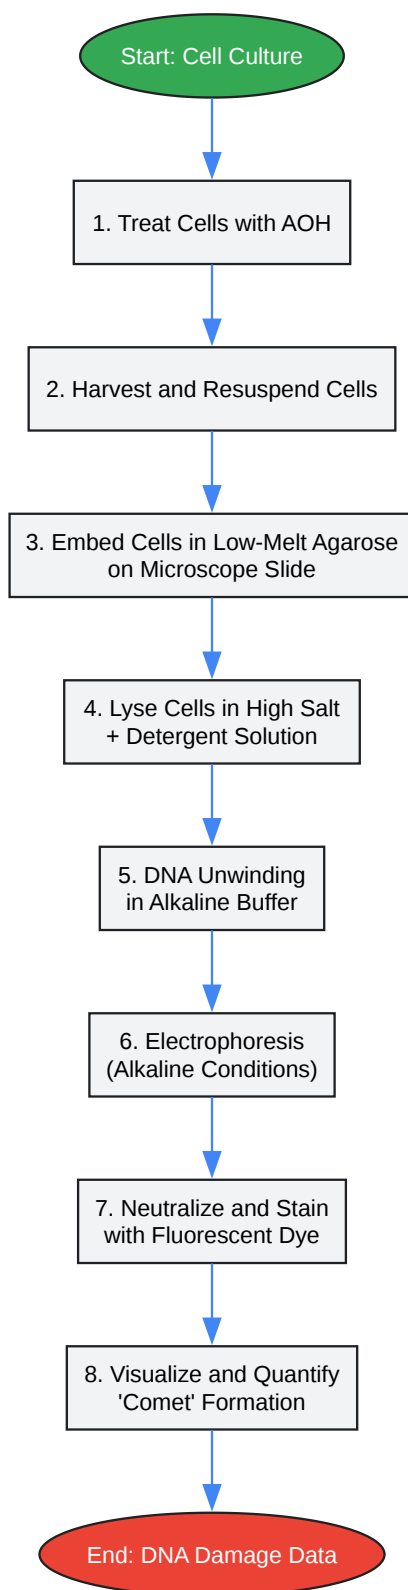 Start: Cell Culture
1. Treat Cells with AOH
2. Harvest and Resuspend Cells
3. Embed Cells in Low-Melt Agarose
on Microscope Slide
4. Lyse Cells in High Salt
+ Detergent Solution
5. DNA Unwinding
in Alkaline Buffer
6. Electrophoresis
(Alkaline Conditions)
7. Neutralize and Stain
with Fluorescent Dye
8. Visualize and Quantify
'Comet' Formation
End: DNA Damage Data